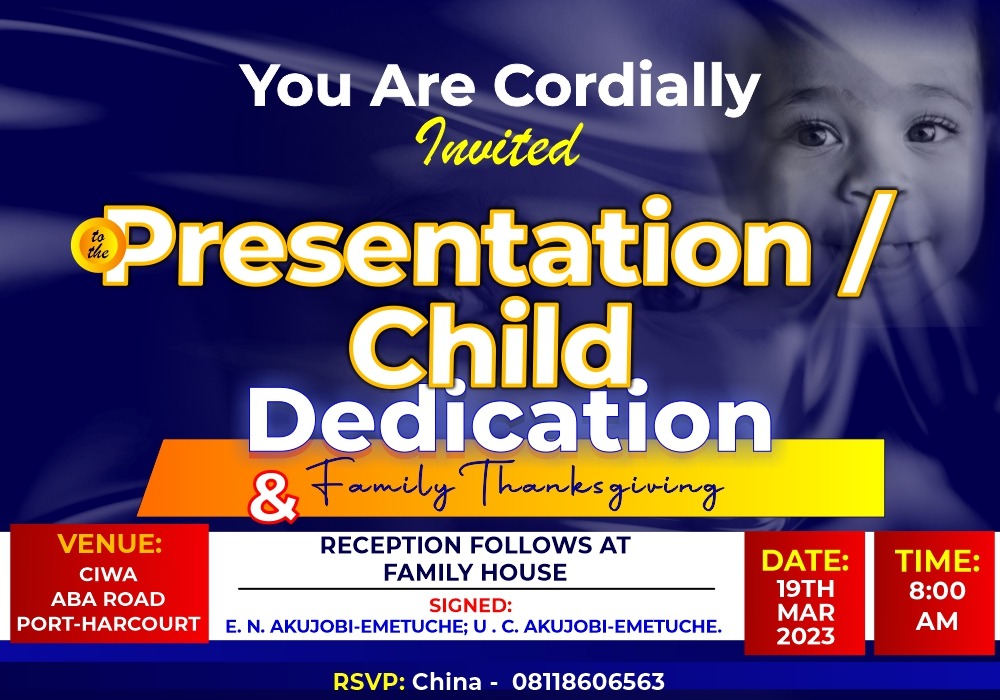 You Are Cordially
Invited
to
the
Presentation /
Child
Dedication
& Family Thanksgiving
VENUE:
CIWA
ABA ROAD
PORT-HARCOURT
RECEPTION FOLLOWS AT
FAMILY HOUSE
SIGNED:
E. N. AKUJOBI-EMETUCHE; U . C. AKUJOBI-EMETUCHE.
DATE:
19TH
MAR
2023
TIME:
8:00
AM
RSVP: China - 08118606563